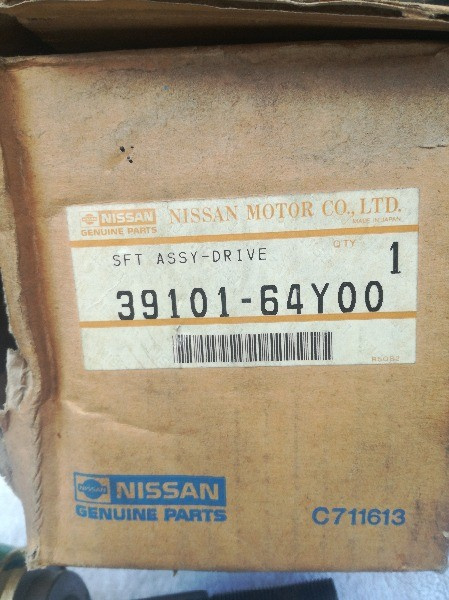 NISSAN
GENUINE PARTS
NISSAN MOTOR CO., LTD.
MADE IN JAPAN
SFT ASSY-DRIVE
QTY
1
39101-64Y00
NISSAN
NISSAN
GENUINE PARTS
C711613